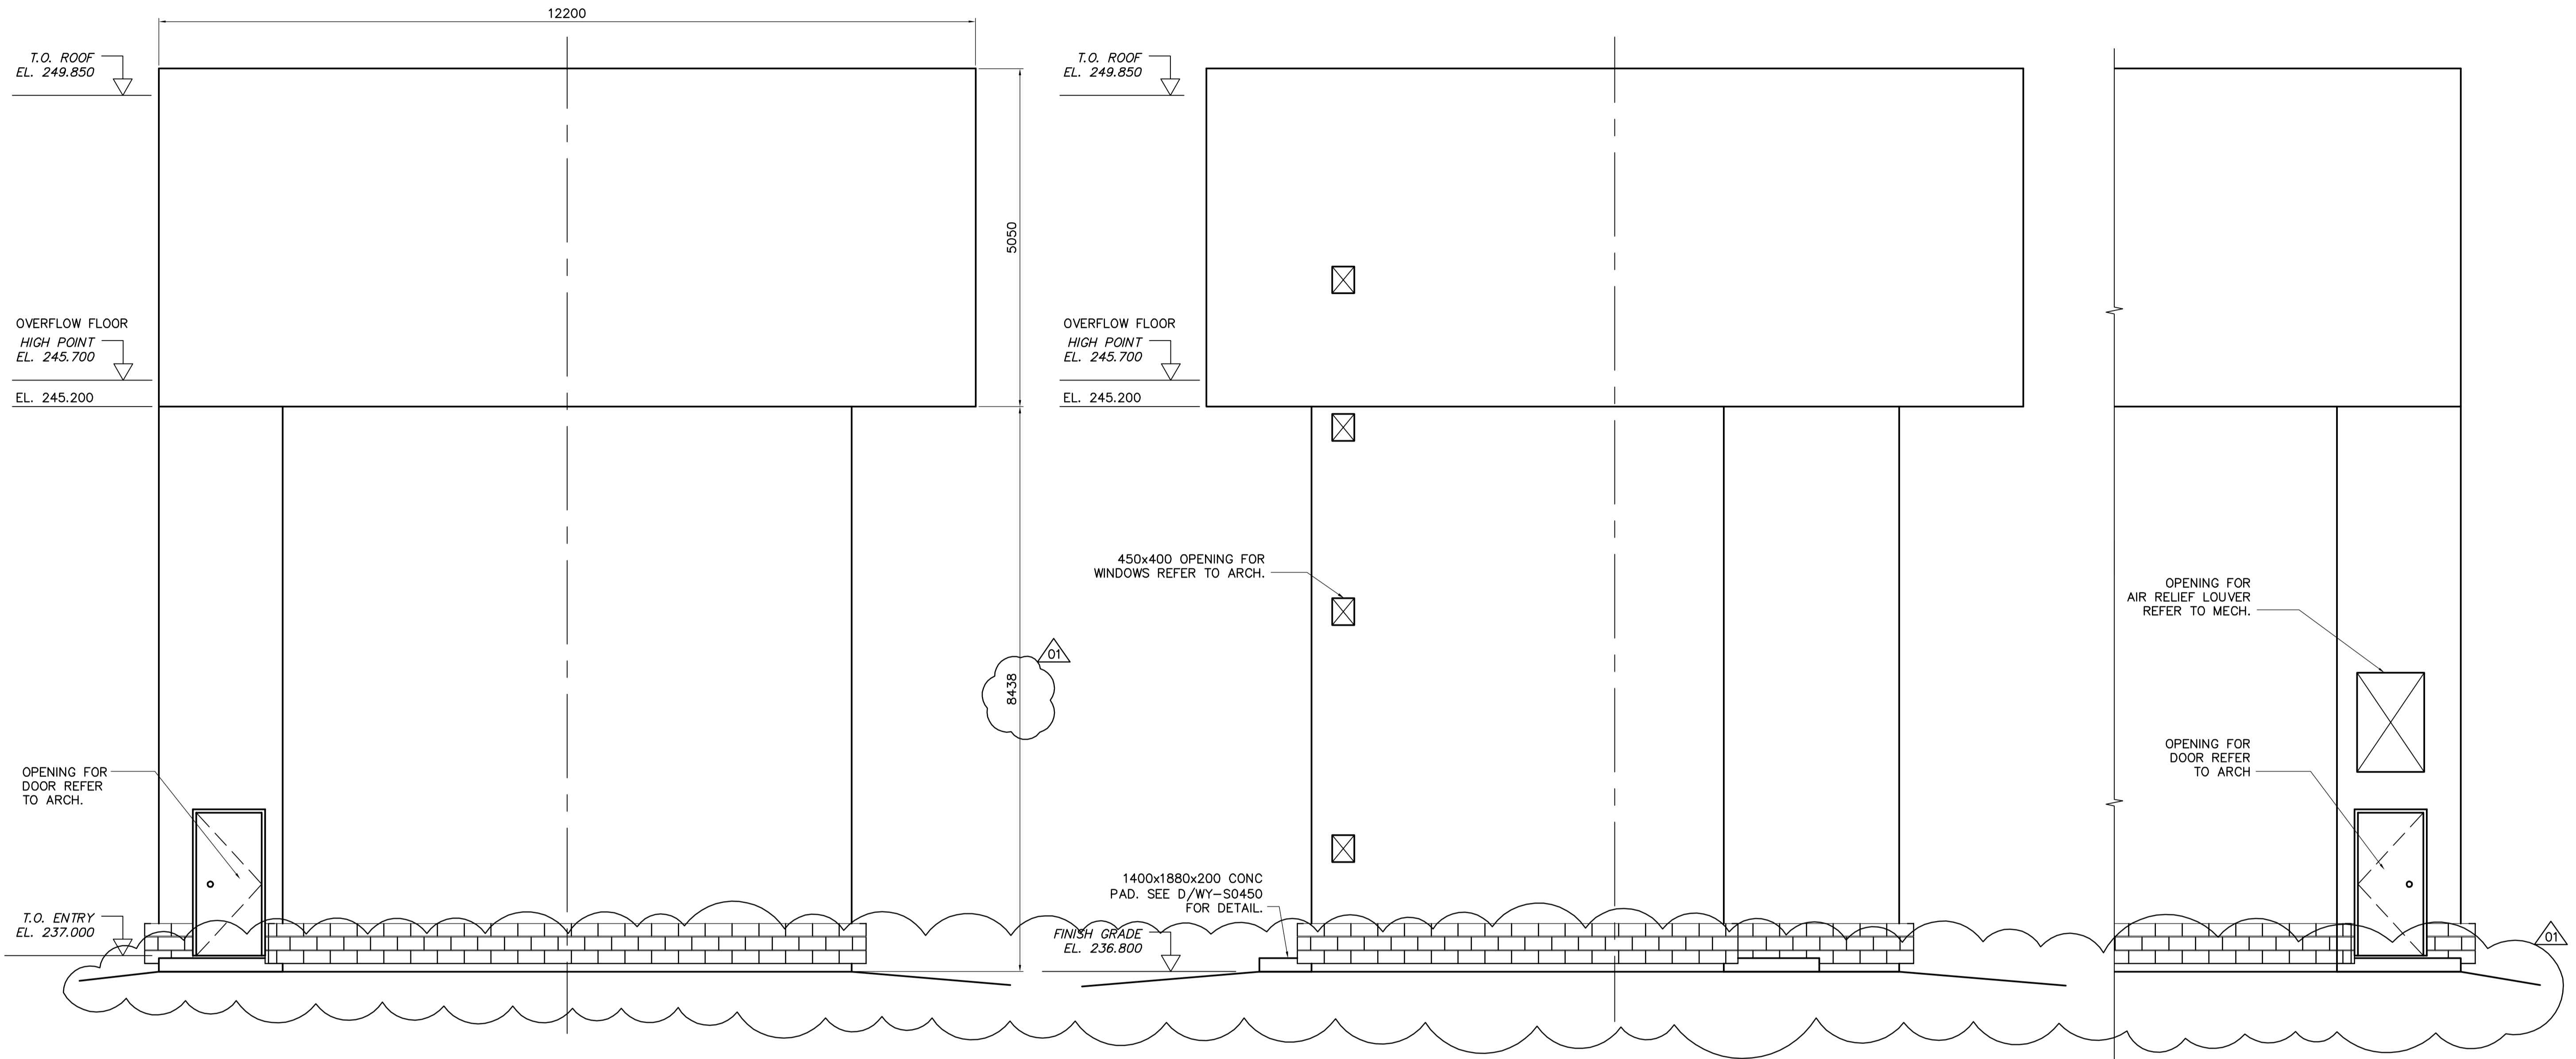 12200
T.O. ROOF
EL. 249.850
5050
OVERFLOW FLOOR
HIGH POINT
EL. 245.700
EL. 245.200
01
8438
OPENING FOR
DOOR REFER
TO ARCH.
T.O. ENTRY
EL. 237.000
T.O. ROOF
EL. 249.850
OVERFLOW FLOOR
HIGH POINT
EL. 245.700
EL. 245.200
450x400 OPENING FOR
WINDOWS REFER TO ARCH.
1400x1880x200 CONC
PAD. SEE D/WY-S0450
FOR DETAIL.
FINISH GRADE
EL. 236.800
OPENING FOR
AIR RELIEF LOUVER
REFER TO MECH.
OPENING FOR
DOOR REFER
TO ARCH
01